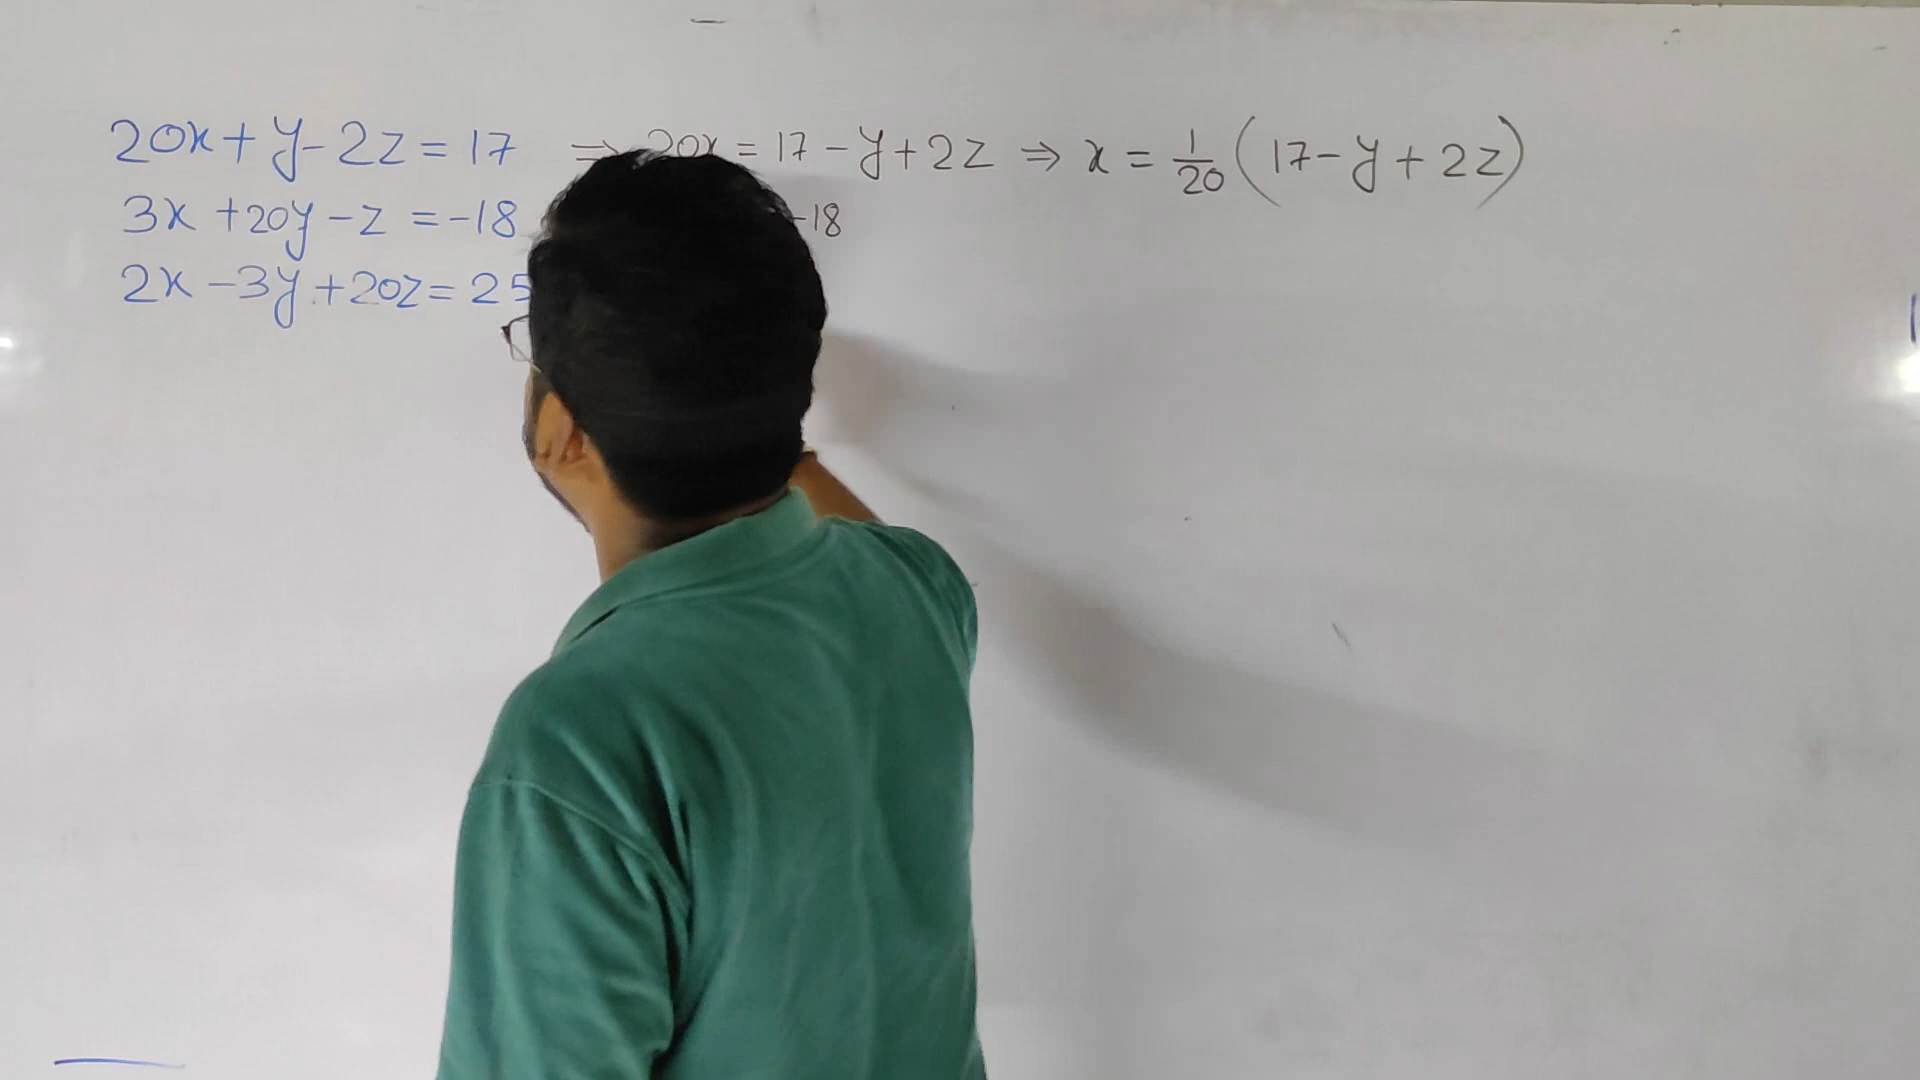 20x + y - 2z = 17 ⇒ 20x = 17 - y + 2z ⇒ x = 1/20 (17 - y + 2z)
3x + 20y - z = -18 -18
2x - 3y + 20z = 25